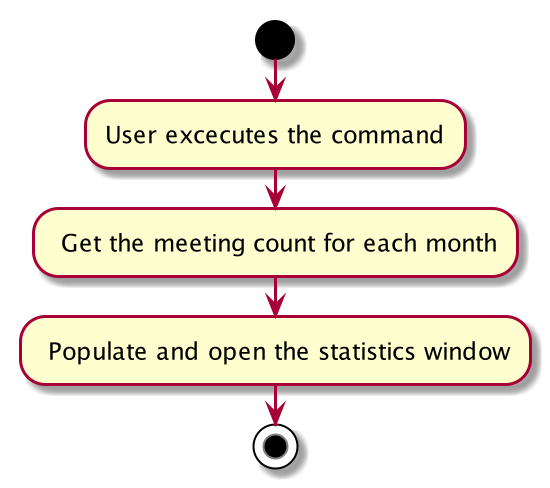 User excecutes the command
Get the meeting count for each month
Populate and open the statistics window